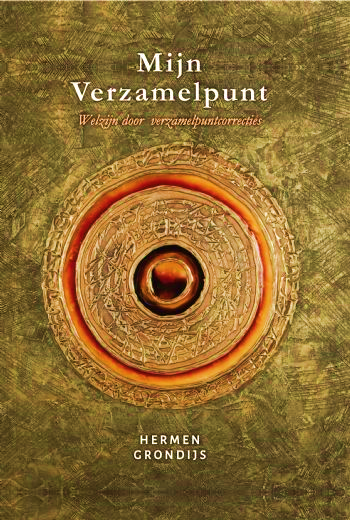 Mijn
Verzamelpunt
Welzijn door verzamelpuntcorrecties
HERMEN
GRONDIJS